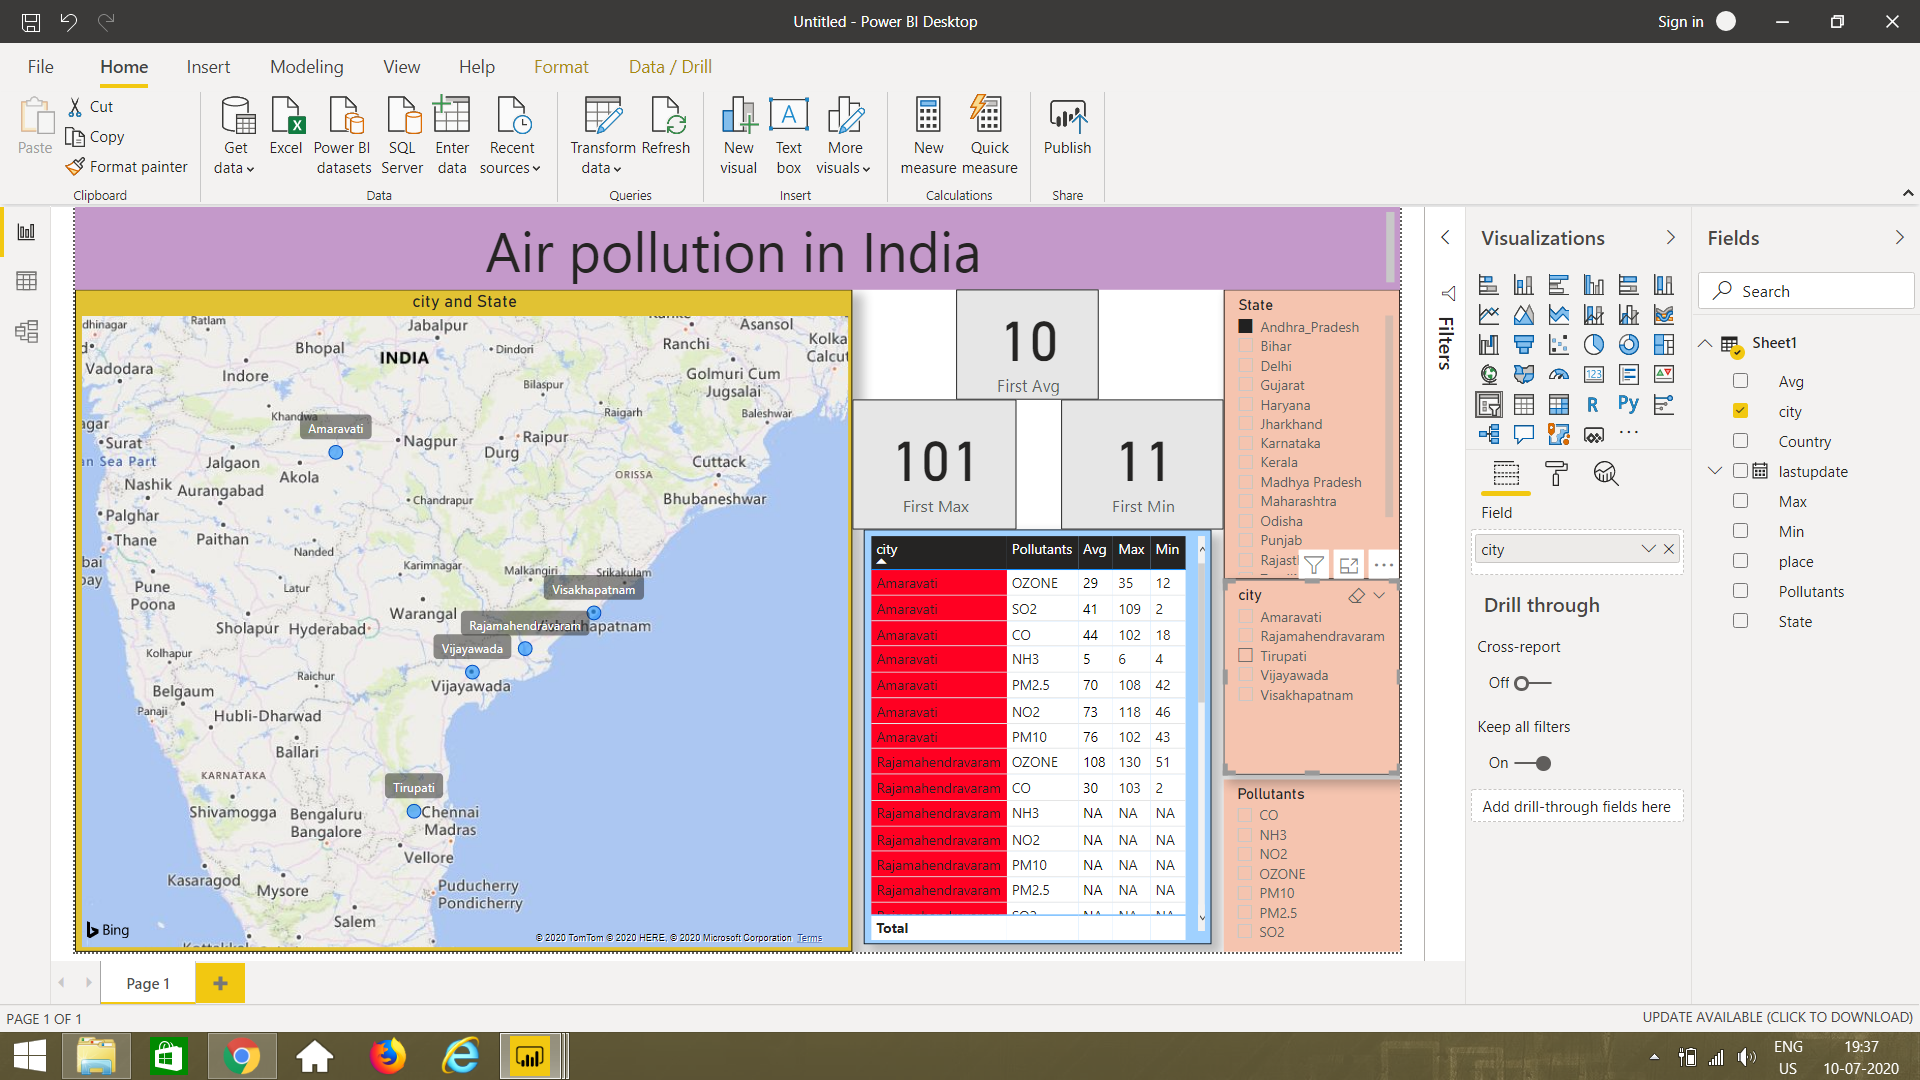 Untitled - Power BI Desktop
Sign in
File Home Insert Modeling View Help Format Data / Drill
Paste
Cut
Copy
Format painter
Clipboard
Get data
Excel
Power BI datasets
SQL Server
Enter data
Recent sources
Data
Transform data
Refresh
Queries
New visual
Text box
More visuals
Insert
New measure
Quick measure
Calculations
Publish
Share
Air pollution in India
city and State
dhinagar
Ratlam
Jabalpur
Asansol
Bhopal
INDIA
Dindori
Ranchi
Kolka
Calcut
Vadodara
Indore
Bilaspur
Golmuri Cum
Jugsalai
Khandwa
Raigarh
Baleshwar
agar
Amaravati
Surat
Nagpur
Raipur
an Sea Part
Jalgaon
Durg
Cuttack
Akola
ORISSA
Nashik
Aurangabad
Chandrapur
Bhubaneshwar
Palghar
Thane
Paithan
Nanded
bai
bay
Karimnagar
Malkangiri
Srikakulam
Pune
Poona
Latur
Visakhapatnam
Warangal
Rajamahendravaram
hapatnam
Sholapur
Hyderabad
Vijayawada
Kolhapur
Raichur
Vijayawada
Belgaum
Panaji
Hubli-Dharwad
Ballari
KARNATAKA
Tirupati
Shivamogga
Bengaluru
Bangalore
Chennai
Madras
Vellore
Kasaragod
Mysore
Puducherry
Pondicherry
Salem
Bing
© 2020 TomTom © 2020 HERE, © 2020 Microsoft Corporation Terms
10
First Avg
101
First Max
11
First Min
city Pollutants Avg Max Min
Amaravati OZONE 29 35 12
Amaravati SO2 41 109 2
Amaravati CO 44 102 18
Amaravati NH3 5 6 4
Amaravati PM2.5 70 108 42
Amaravati NO2 73 118 46
Amaravati PM10 76 102 43
Rajamahendravaram OZONE 108 130 51
Rajamahendravaram CO 30 103 2
Rajamahendravaram NH3 NA NA NA
Rajamahendravaram NO2 NA NA NA
Rajamahendravaram PM10 NA NA NA
Rajamahendravaram PM2.5 NA NA NA
Rajamahendravaram SO2 NA NA NA
Total
State
Andhra_Pradesh
Bihar
Delhi
Gujarat
Haryana
Jharkhand
Karnataka
Kerala
Madhya Pradesh
Maharashtra
Odisha
Punjab
Rajastl
city
Amaravati
Rajamahendravaram
Tirupati
Vijayawada
Visakhapatnam
Pollutants
CO
NH3
NO2
OZONE
PM10
PM2.5
SO2
Filters
Visualizations
R Py
123
Field
city
Drill through
Cross-report
Off
Keep all filters
On
Add drill-through fields here
Fields
Search
Sheet1
Avg
city
Country
lastupdate
Max
Min
place
Pollutants
State
Page 1
PAGE 1 OF 1
UPDATE AVAILABLE (CLICK TO DOWNLOAD)
ENG
US
19:37
10-07-2020